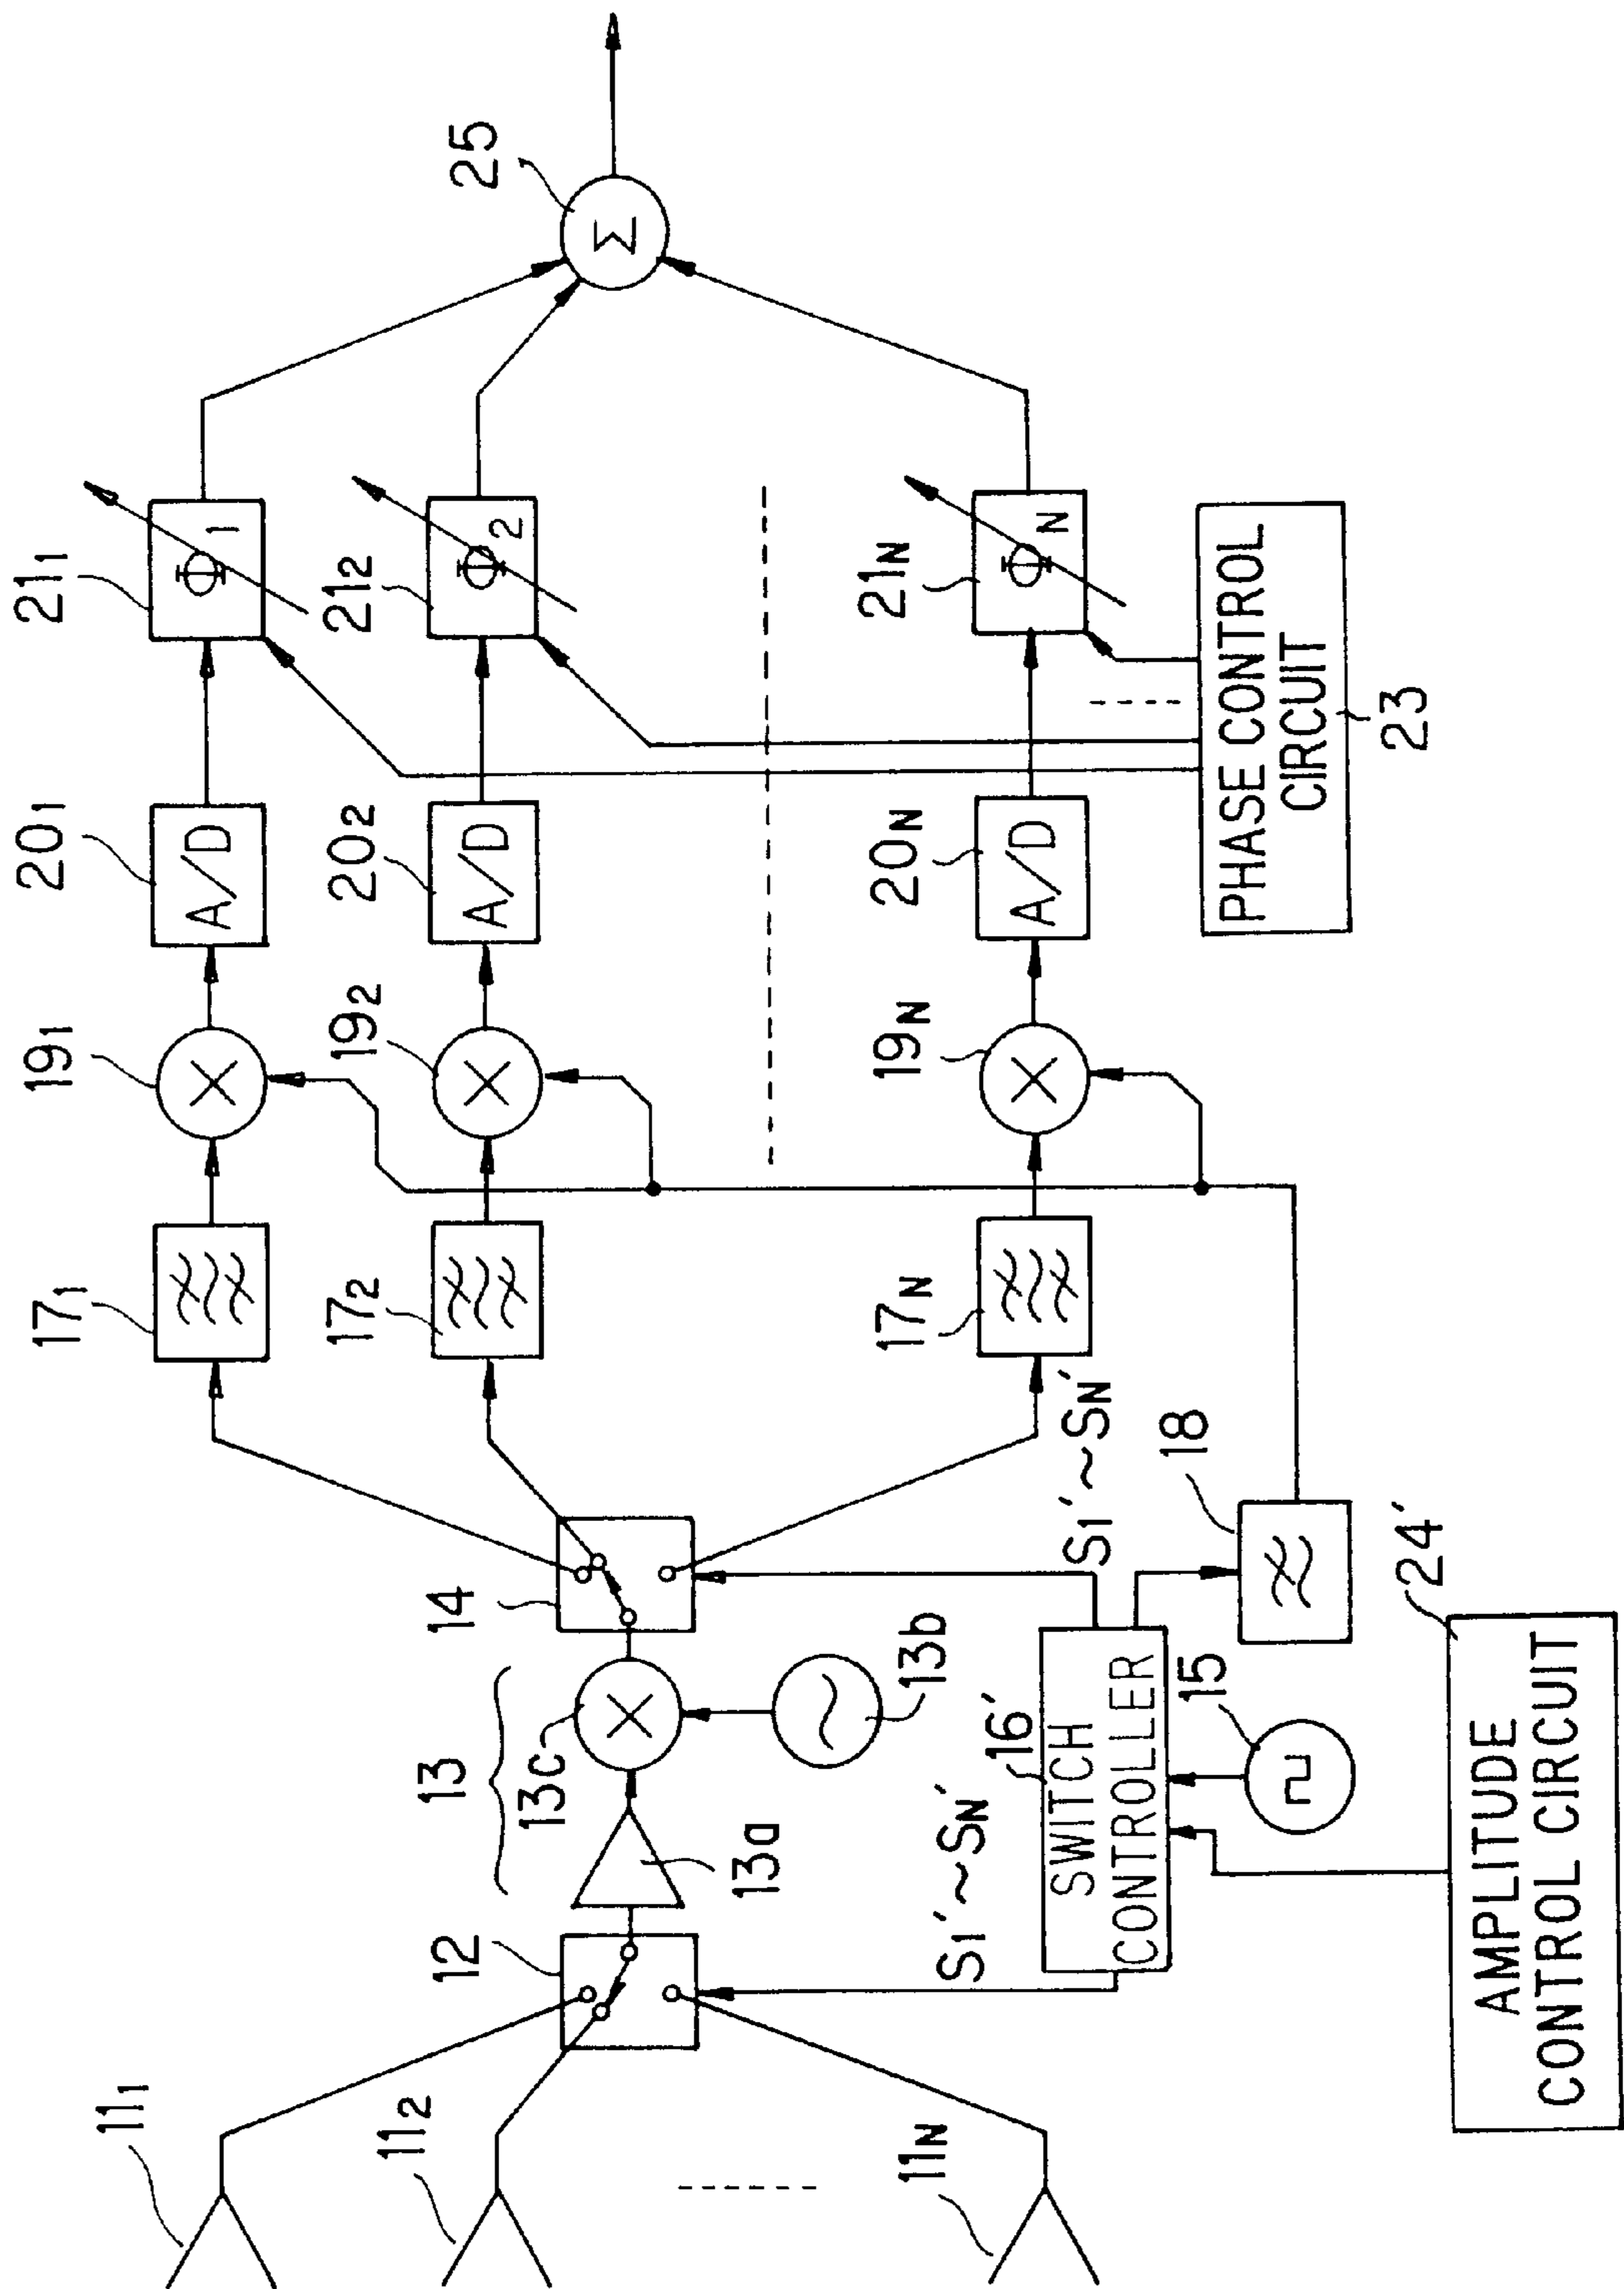 11₁
11₂
11N
12
13
13a
13b
13c
14
15
16'
SWITCH
CONTROLLER
S₁'~SN'
S₁'~SN'
17₁
17₂
17N
18
19₁
19₂
19N
20₁
20₂
20N
A/D
A/D
A/D
21₁
21₂
21N
Φ1
Φ2
ΦN
PHASE CONTROL
CIRCUIT
23
24'
AMPLITUDE
CONTROL CIRCUIT
25
Σ